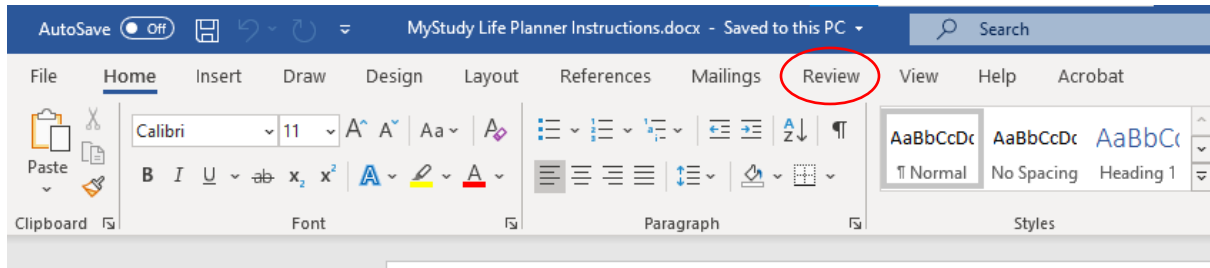 AutoSave Off MyStudy Life Planner Instructions.docx - Saved to this PC Search
File Home Insert Draw Design Layout References Mailings Review View Help Acrobat
Calibri 11 A^ Aˇ Aa A A Z ¶ AaBbCcDc AaBbCcDc AaBbCc
Paste B I U ab x₂ x² A A ¶ Normal No Spacing Heading 1
Clipboard Font Paragraph Styles